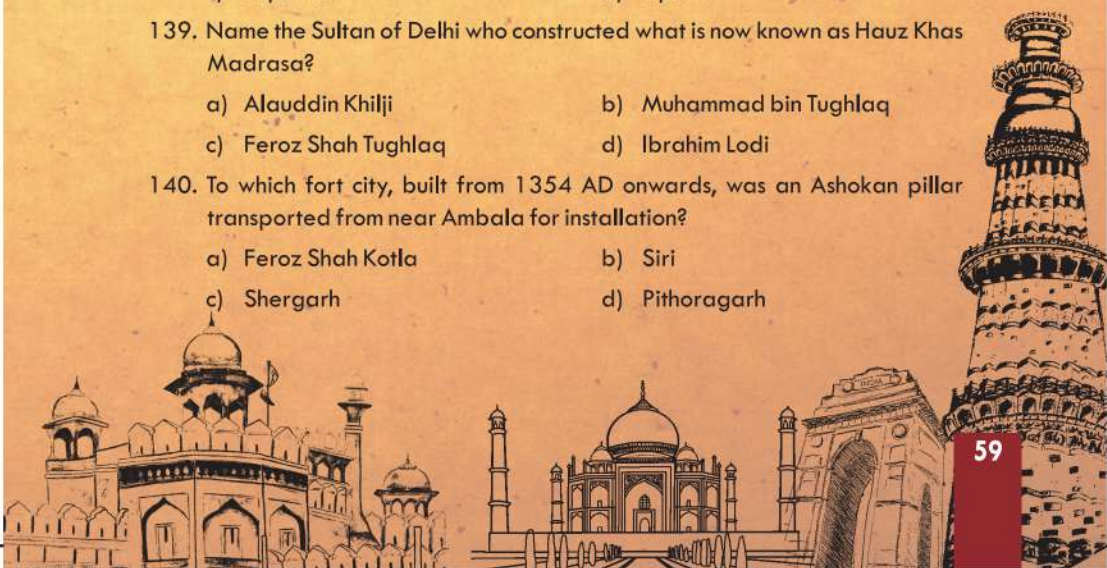 139. Name the Sultan of Delhi who constructed what is now known as Hauz Khas
Madrasa?
a) Alauddin Khilji b) Muhammad bin Tughlaq
c) Feroz Shah Tughlaq d) Ibrahim Lodi
140. To which fort city, built from 1354 AD onwards, was an Ashokan pillar
transported from near Ambala for installation?
a) Feroz Shah Kotla b) Siri
c) Shergarh d) Pithoragarh
INDIA
59